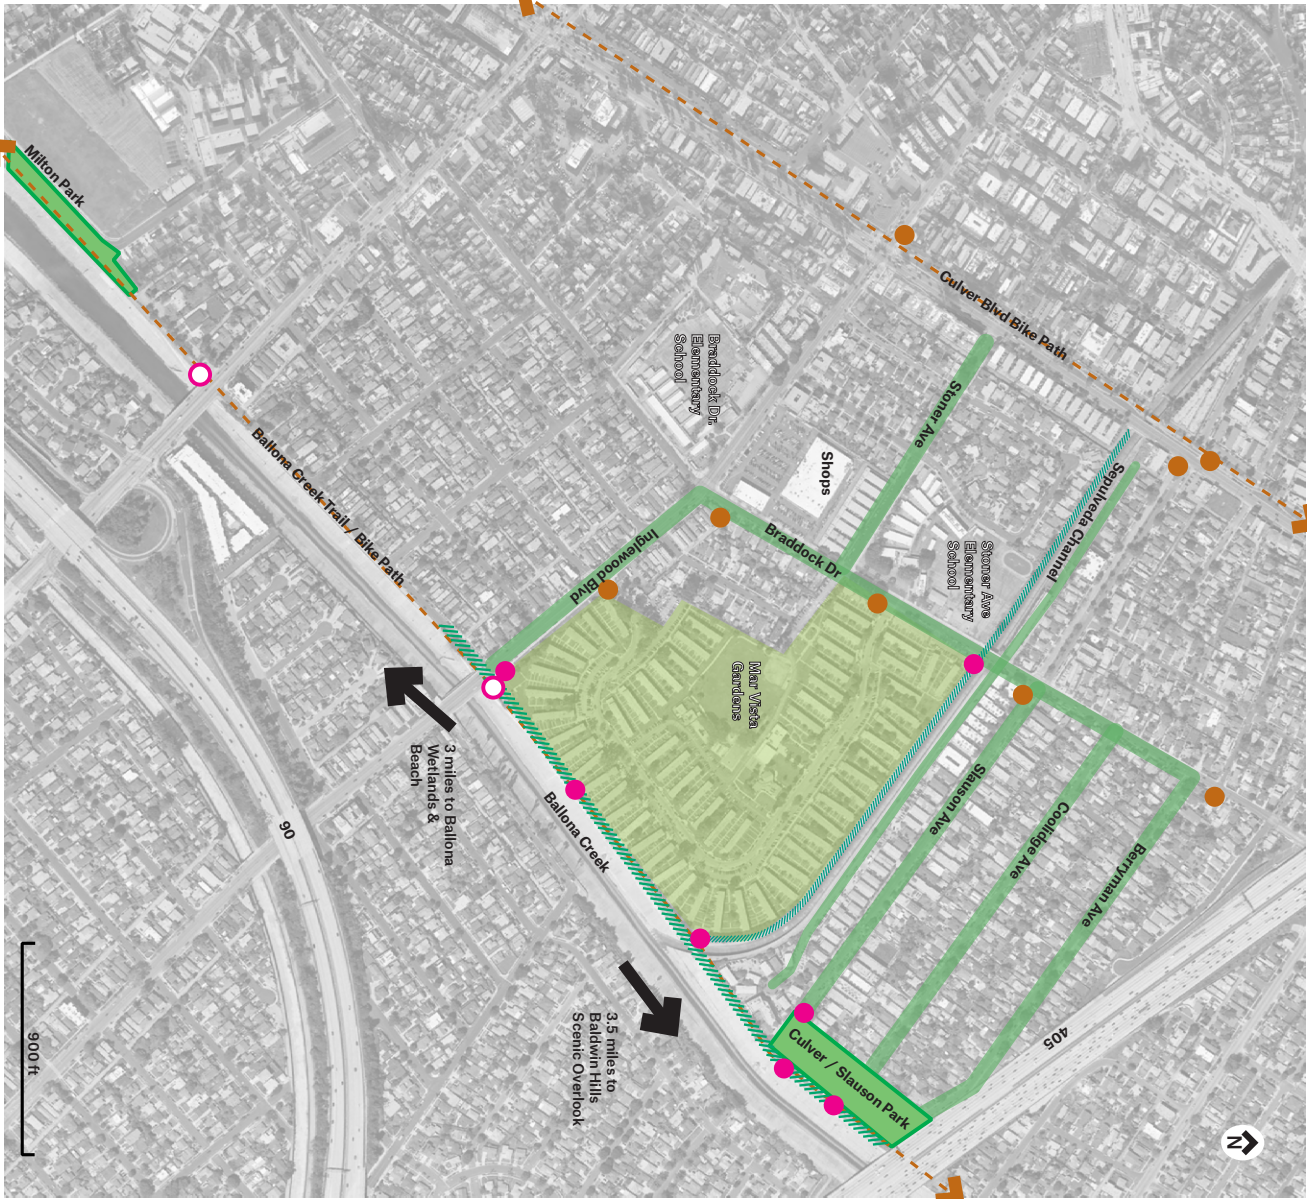 Milton Park
Culver Blvd Bike Path
Braddock Dr.
Elementary
School
Stoner Ave
Shops
Sepulveda Channel
Ballona Creek Trail / Bike Path
Braddock Dr
Inglewood Blvd
Stoner Ave
Elementary
School
Mar Vista
Gardens
3 miles to Ballona
Wetlands &
Beach
Slauson Ave
Coolidge Ave
Berryman Ave
90
Ballona Creek
900 ft
3.5 miles to
Baldwin Hills
Scenic Overlook
Culver / Slauson Park
405
N